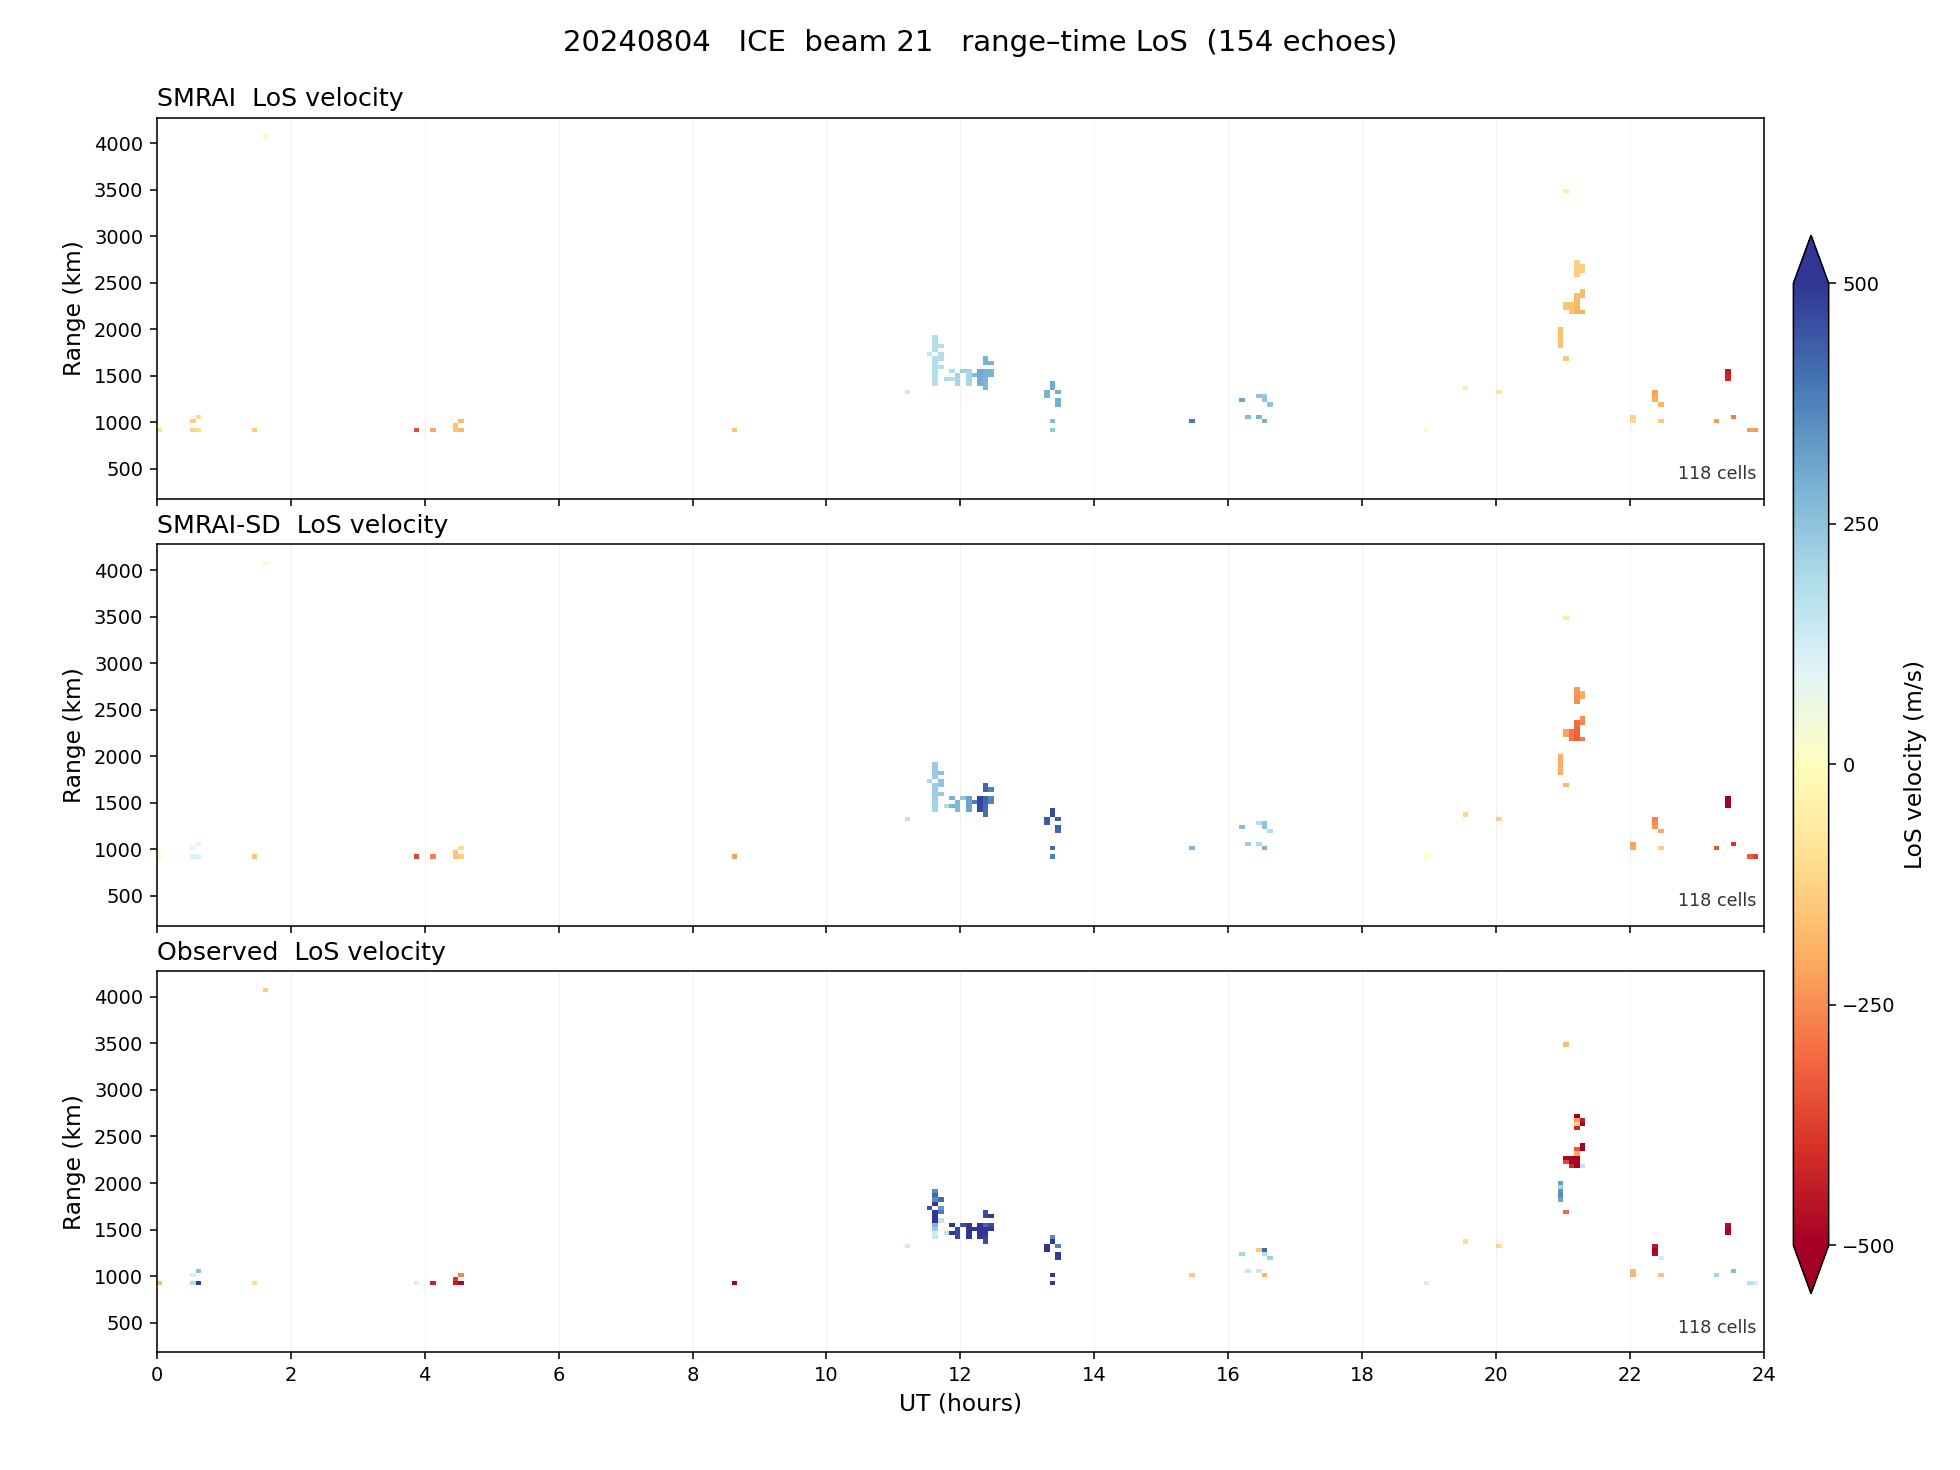 20240804 ICE beam 21 range–time LoS (154 echoes)
SMRAI LoS velocity
4000
3500
3000
2500
2000
1500
1000
500
Range (km)
118 cells
SMRAI-SD LoS velocity
4000
3500
3000
2500
2000
1500
1000
500
Range (km)
118 cells
Observed LoS velocity
4000
3500
3000
2500
2000
1500
1000
500
Range (km)
118 cells
0 2 4 6 8 10 12 14 16 18 20 22 24
UT (hours)
500
250
0
−250
−500
LoS velocity (m/s)